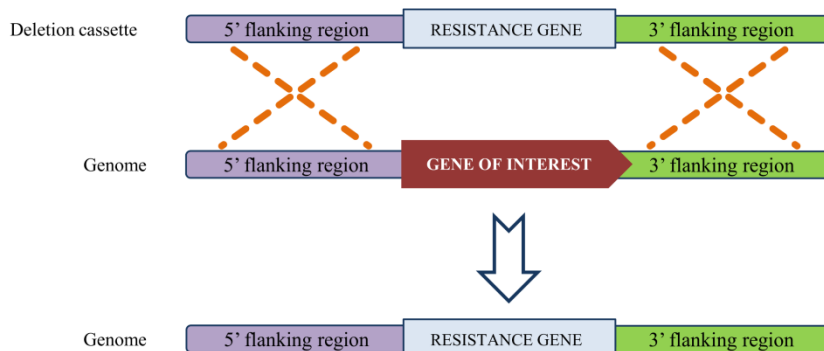 Deletion cassette 5’ flanking region RESISTANCE GENE 3’ flanking region
Genome 5’ flanking region GENE OF INTEREST 3’ flanking region
Genome 5’ flanking region RESISTANCE GENE 3’ flanking region